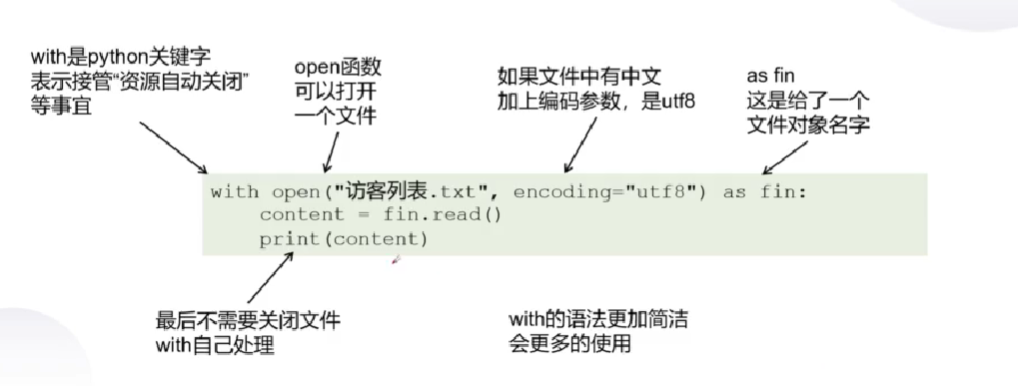 with是python关键字
表示接管“资源自动关闭”
等事宜
open函数
可以打开
一个文件
如果文件中有中文
加上编码参数，是utf8
as fin
这是给了一个
文件对象名字
with open("访客列表.txt", encoding="utf8") as fin:
    content = fin.read()
    print(content)
最后不需要关闭文件
with自己处理
with的语法更加简洁
会更多的使用